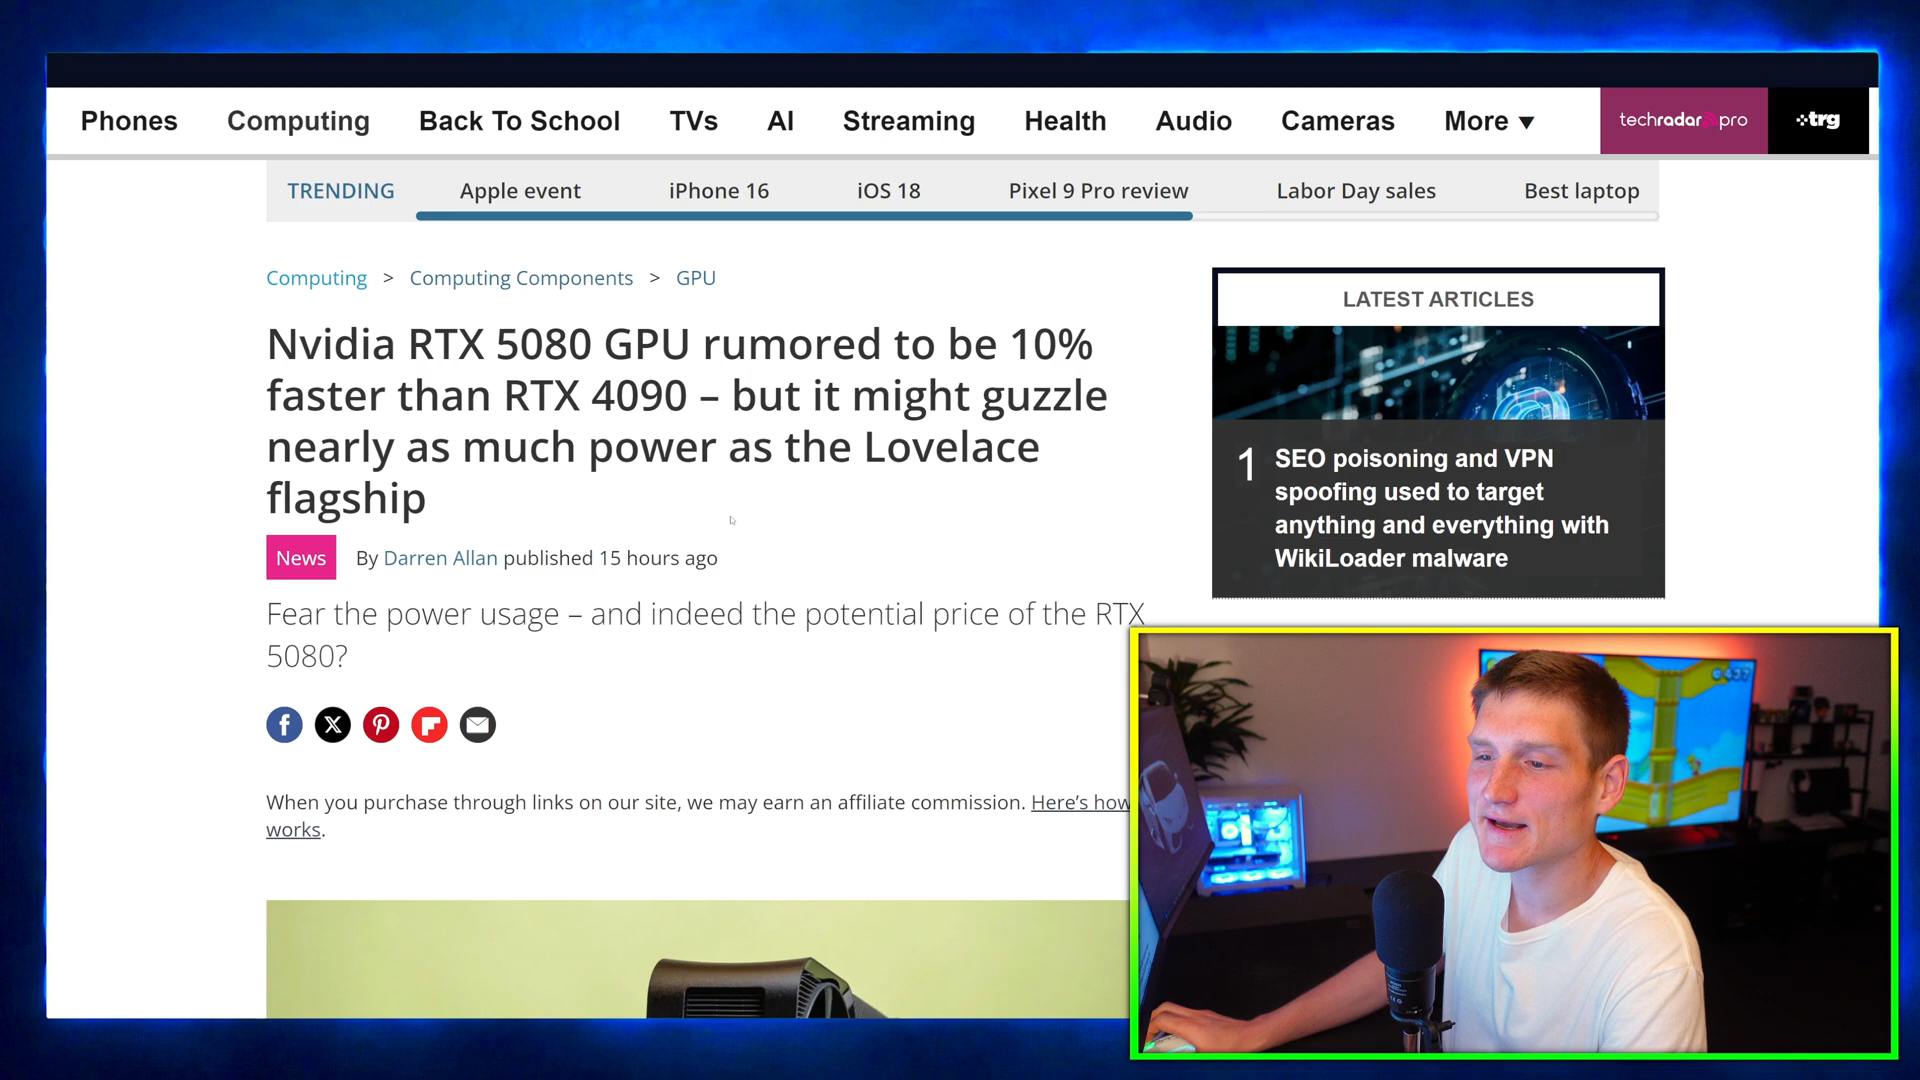 Phones Computing Back To School TVs AI Streaming Health Audio Cameras More ▼ techradar pro trg
TRENDING Apple event iPhone 16 iOS 18 Pixel 9 Pro review Labor Day sales Best laptop
Computing > Computing Components > GPU
Nvidia RTX 5080 GPU rumored to be 10%
faster than RTX 4090 – but it might guzzle
nearly as much power as the Lovelace
flagship
News By Darren Allan published 15 hours ago
Fear the power usage – and indeed the potential price of the RTX
5080?
When you purchase through links on our site, we may earn an affiliate commission. Here's how
works.
LATEST ARTICLES
1 SEO poisoning and VPN
spoofing used to target
anything and everything with
WikiLoader malware